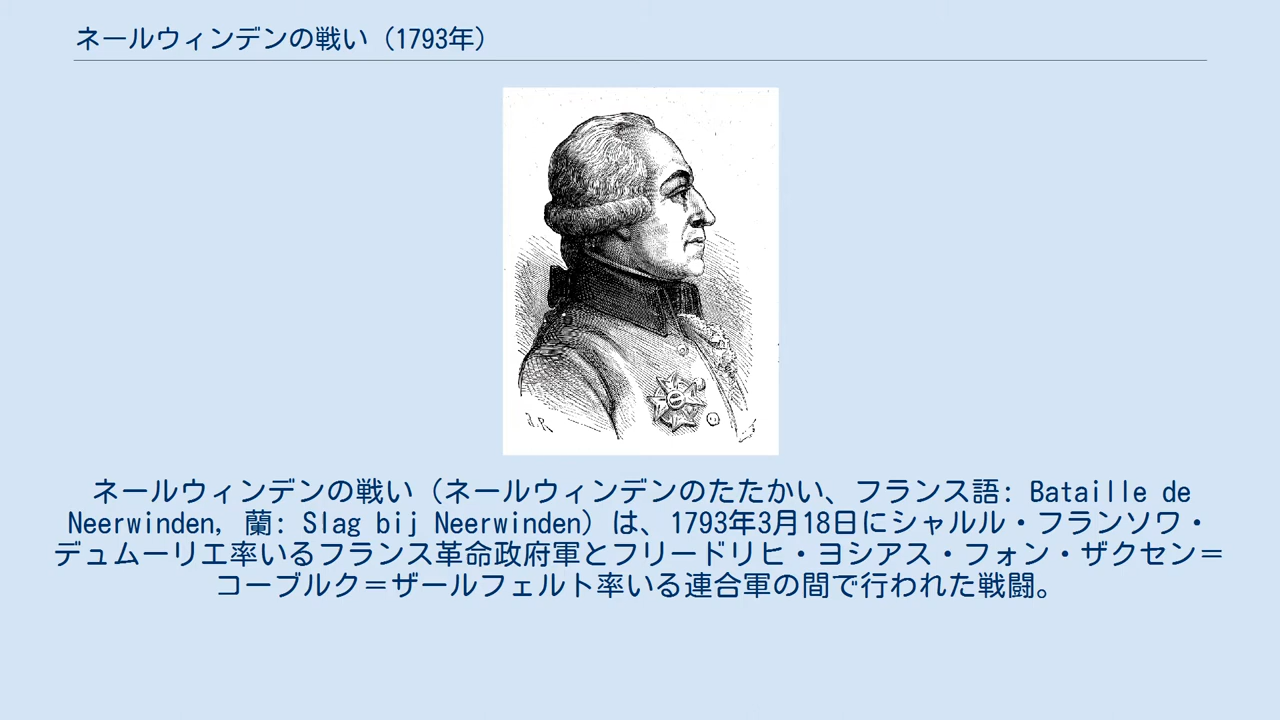 ネールウィンデンの戦い（1793年）
ネールウィンデンの戦い（ネールウィンデンのたたかい、フランス語: Bataille de
Neerwinden, 蘭: Slag bij Neerwinden）は、1793年3月18日にシャルル・フランソワ・
デュムーリエ率いるフランス革命政府軍とフリードリヒ・ヨシアス・フォン・ザクセン＝
コーブルク＝ザールフェルト率いる連合軍の間で行われた戦闘。